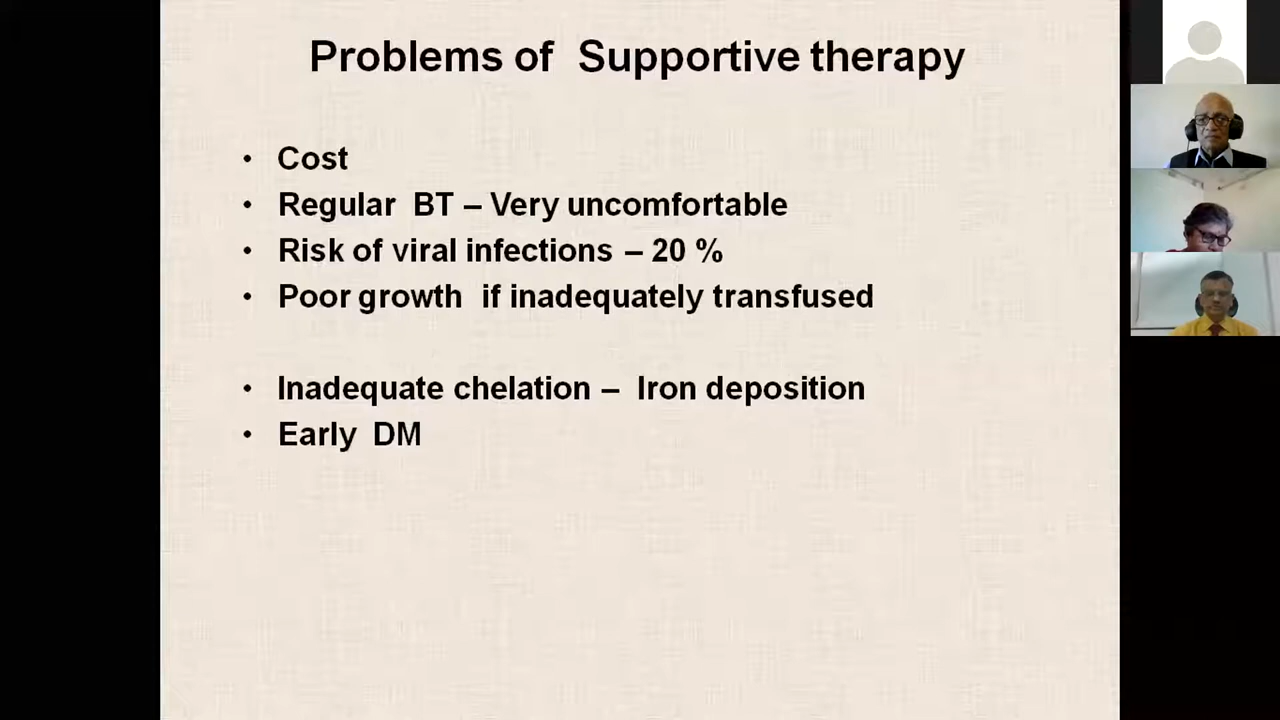 Problems of Supportive therapy
• Cost
• Regular BT – Very uncomfortable
• Risk of viral infections – 20 %
• Poor growth if inadequately transfused
• Inadequate chelation – Iron deposition
• Early DM